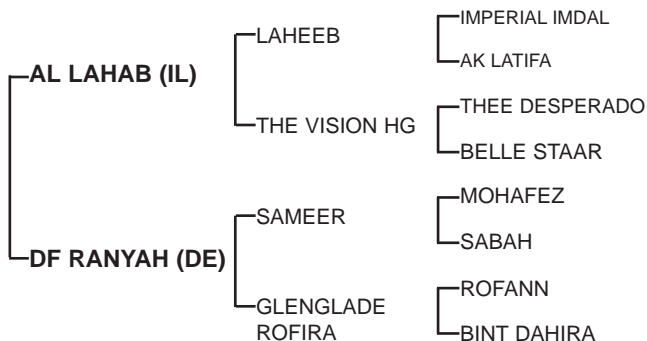 IMPERIAL IMDAL
LAHEEB
AK LATIFA
AL LAHAB (IL)
THEE DESPERADO
THE VISION HG
BELLE STAAR
MOHAFEZ
SAMEER
SABAH
DF RANYAH (DE)
ROFANN
GLENGLADE
ROFIRA
BINT DAHIRA